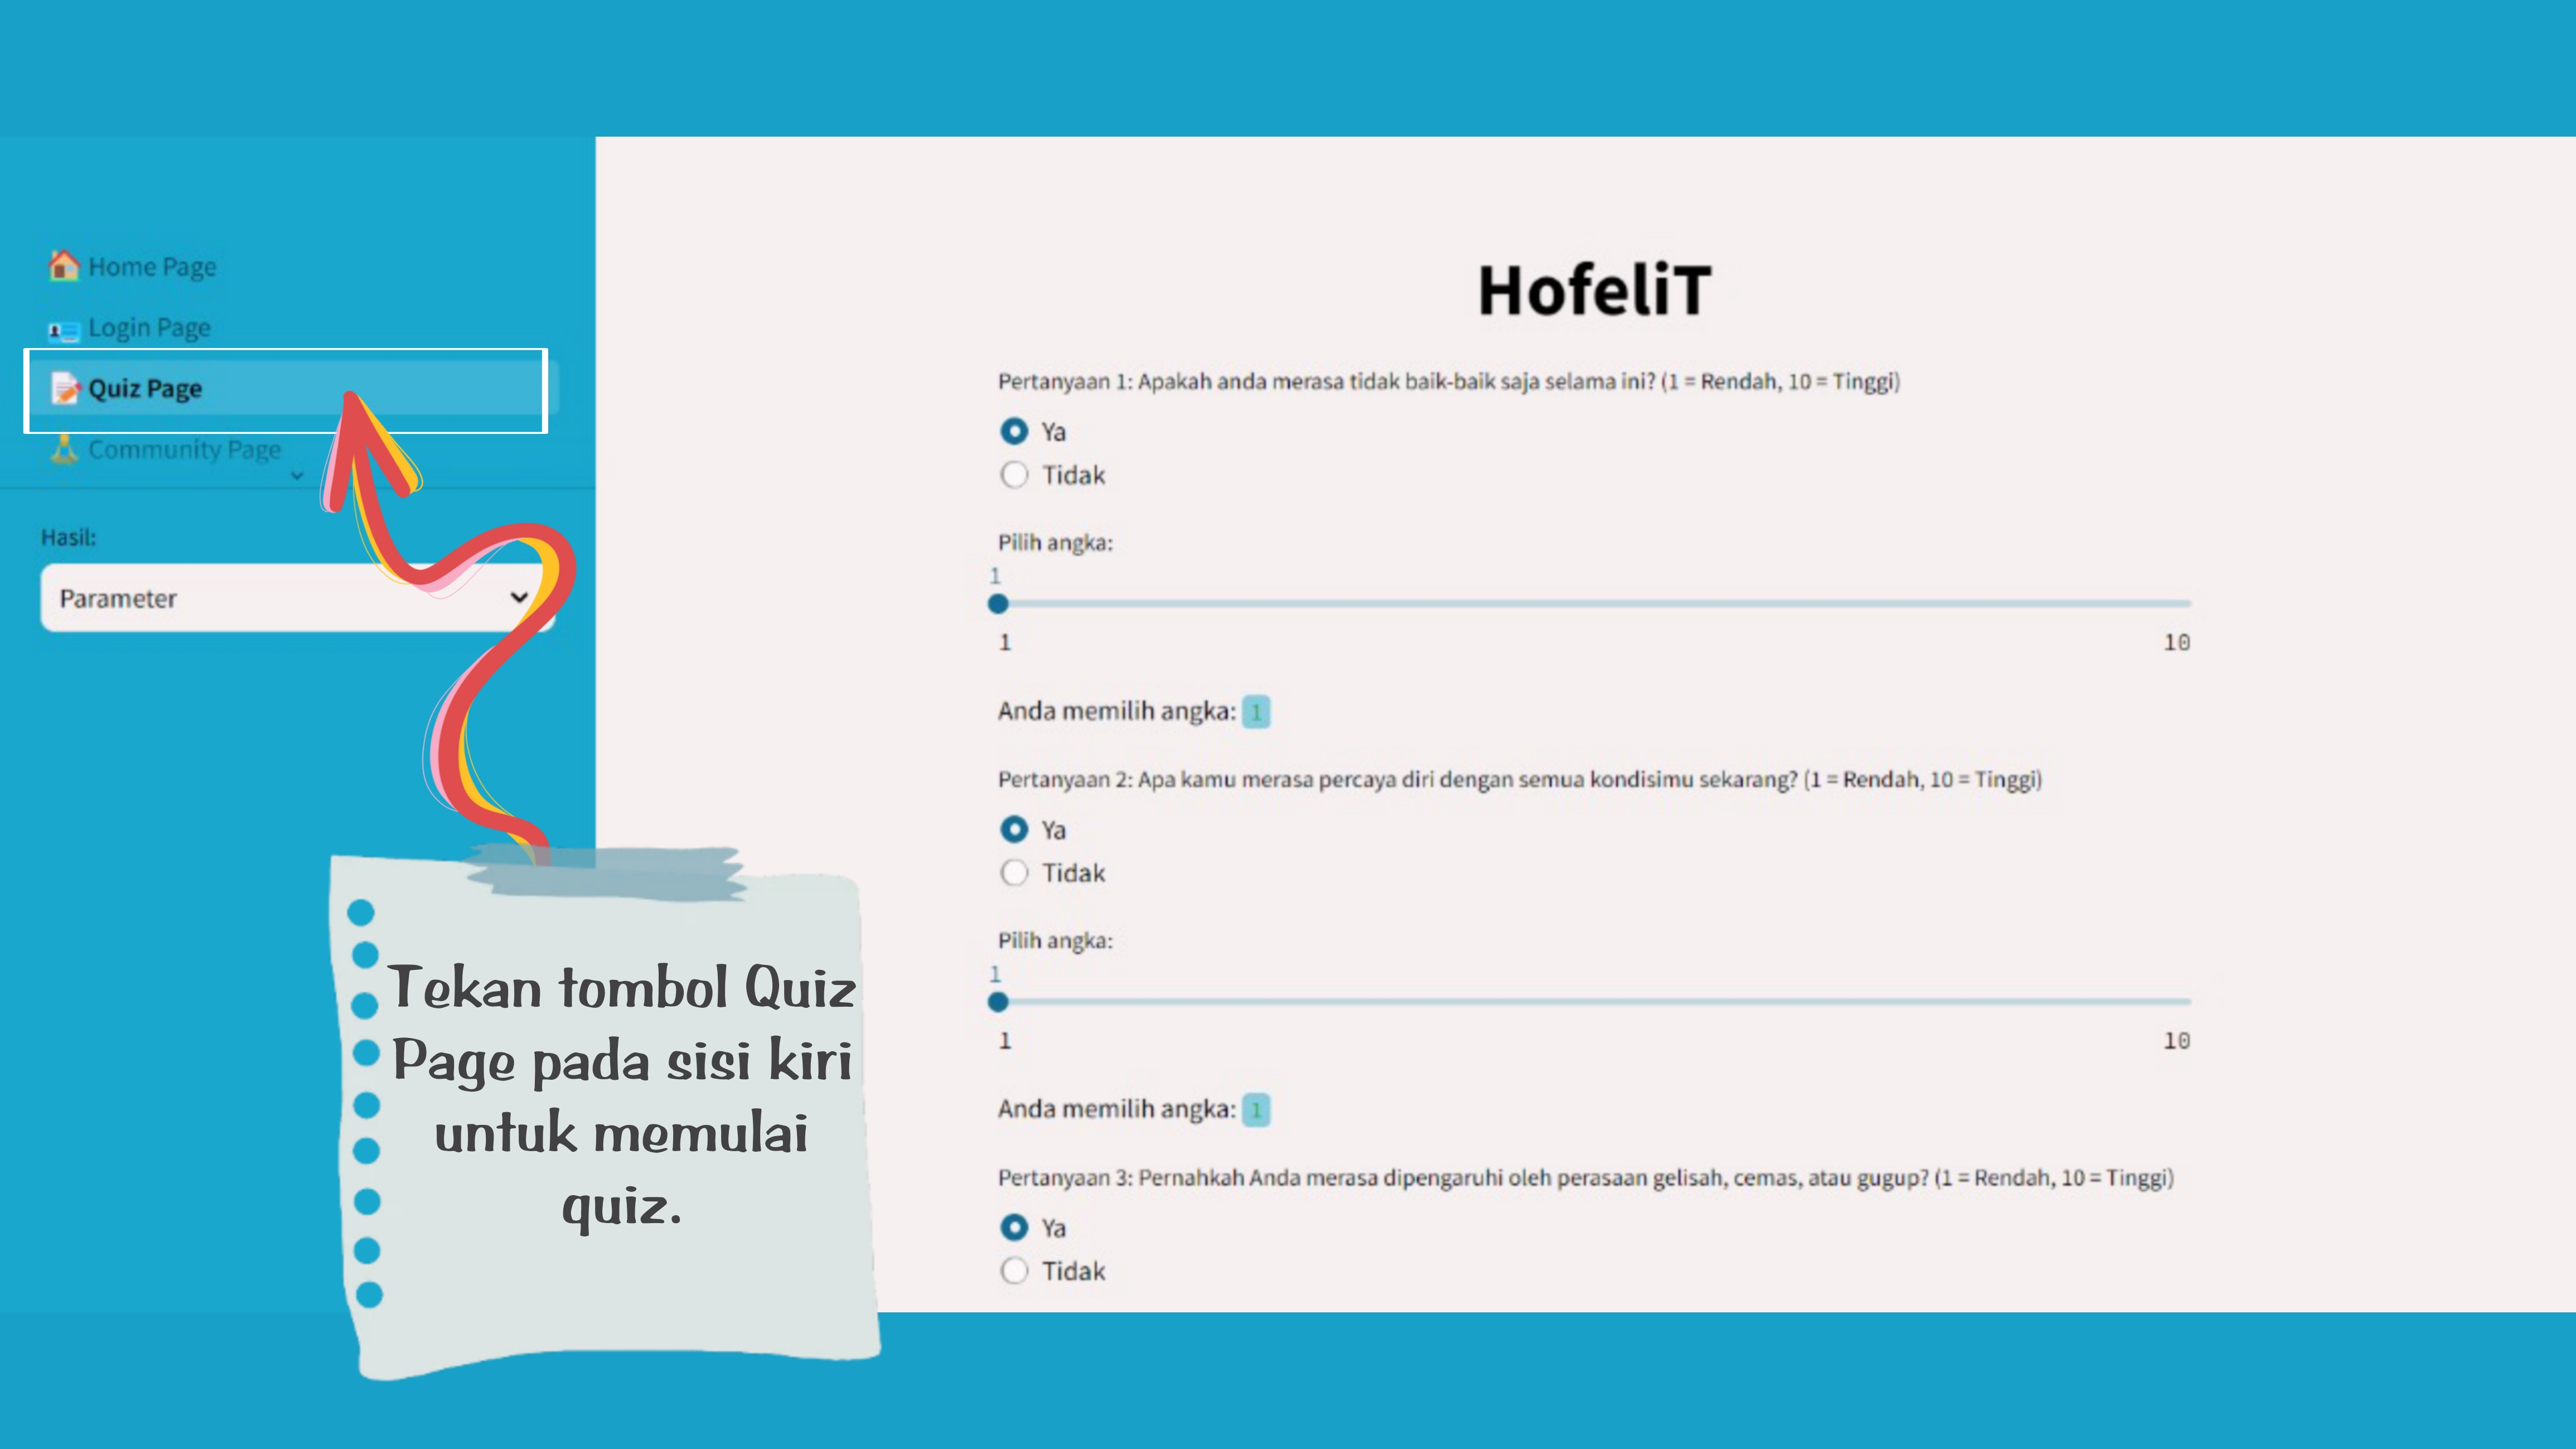 Home Page
Login Page
Quiz Page
Community Page
Hasil:
Parameter
Tekan tombol Quiz
Page pada sisi kiri
untuk memulai
quiz.
HofeliT
Pertanyaan 1: Apakah anda merasa tidak baik-baik saja selama ini? (1 = Rendah, 10 = Tinggi)
Ya
Tidak
Pilih angka:
1
1 10
Anda memilih angka: 1
Pertanyaan 2: Apa kamu merasa percaya diri dengan semua kondisimu sekarang? (1 = Rendah, 10 = Tinggi)
Ya
Tidak
Pilih angka:
1
1 10
Anda memilih angka: 1
Pertanyaan 3: Pernahkah Anda merasa dipengaruhi oleh perasaan gelisah, cemas, atau gugup? (1 = Rendah, 10 = Tinggi)
Ya
Tidak